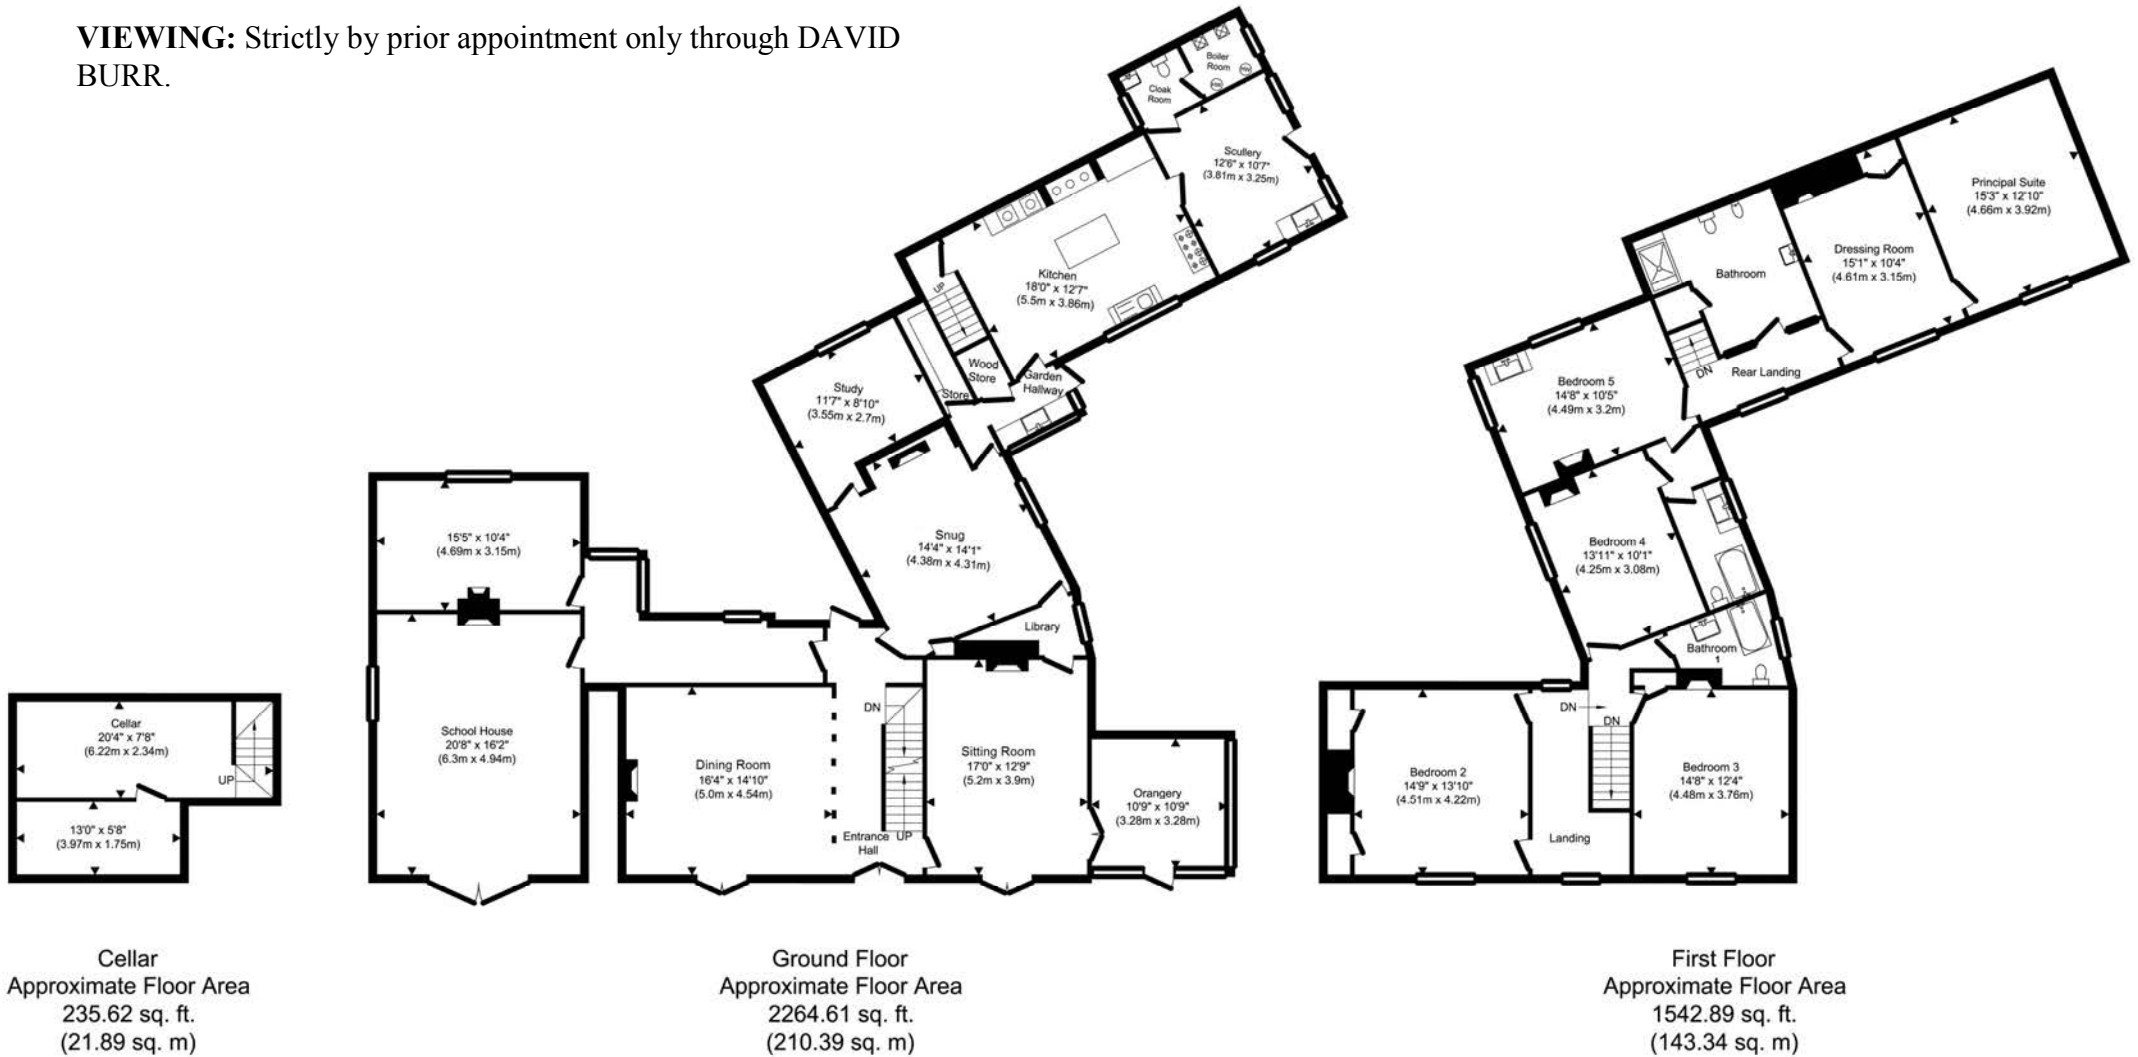 VIEWING: Strictly by prior appointment only through DAVID
BURR.
Cellar
20'4" x 7'8"
(6.22m x 2.34m)
UP
13'0" x 5'8"
(3.97m x 1.75m)
Cellar
Approximate Floor Area
235.62 sq. ft.
(21.89 sq. m)
Boiler
Room
HW
HW
Cloak
Room
Scullery
12'6" x 10'7"
(3.81m x 3.25m)
Kitchen
18'0" x 12'7"
(5.5m x 3.86m)
UP
Wood
Store
Garden
Hallway
Store
Study
11'7" x 8'10"
(3.55m x 2.7m)
Snug
14'4" x 14'1"
(4.38m x 4.31m)
Library
15'5" x 10'4"
(4.69m x 3.15m)
School House
20'8" x 16'2"
(6.3m x 4.94m)
Dining Room
16'4" x 14'10"
(5.0m x 4.54m)
DN
Entrance
Hall
UP
Sitting Room
17'0" x 12'9"
(5.2m x 3.9m)
Orangery
10'9" x 10'9"
(3.28m x 3.28m)
Ground Floor
Approximate Floor Area
2264.61 sq. ft.
(210.39 sq. m)
Principal Suite
15'3" x 12'10"
(4.66m x 3.92m)
Dressing Room
15'1" x 10'4"
(4.61m x 3.15m)
Bathroom
Rear Landing
DN
Bedroom 5
14'8" x 10'5"
(4.49m x 3.2m)
Bedroom 4
13'11" x 10'1"
(4.25m x 3.08m)
Bathroom
1
DN
DN
Bedroom 2
14'9" x 13'10"
(4.51m x 4.22m)
Landing
Bedroom 3
14'8" x 12'4"
(4.48m x 3.76m)
First Floor
Approximate Floor Area
1542.89 sq. ft.
(143.34 sq. m)